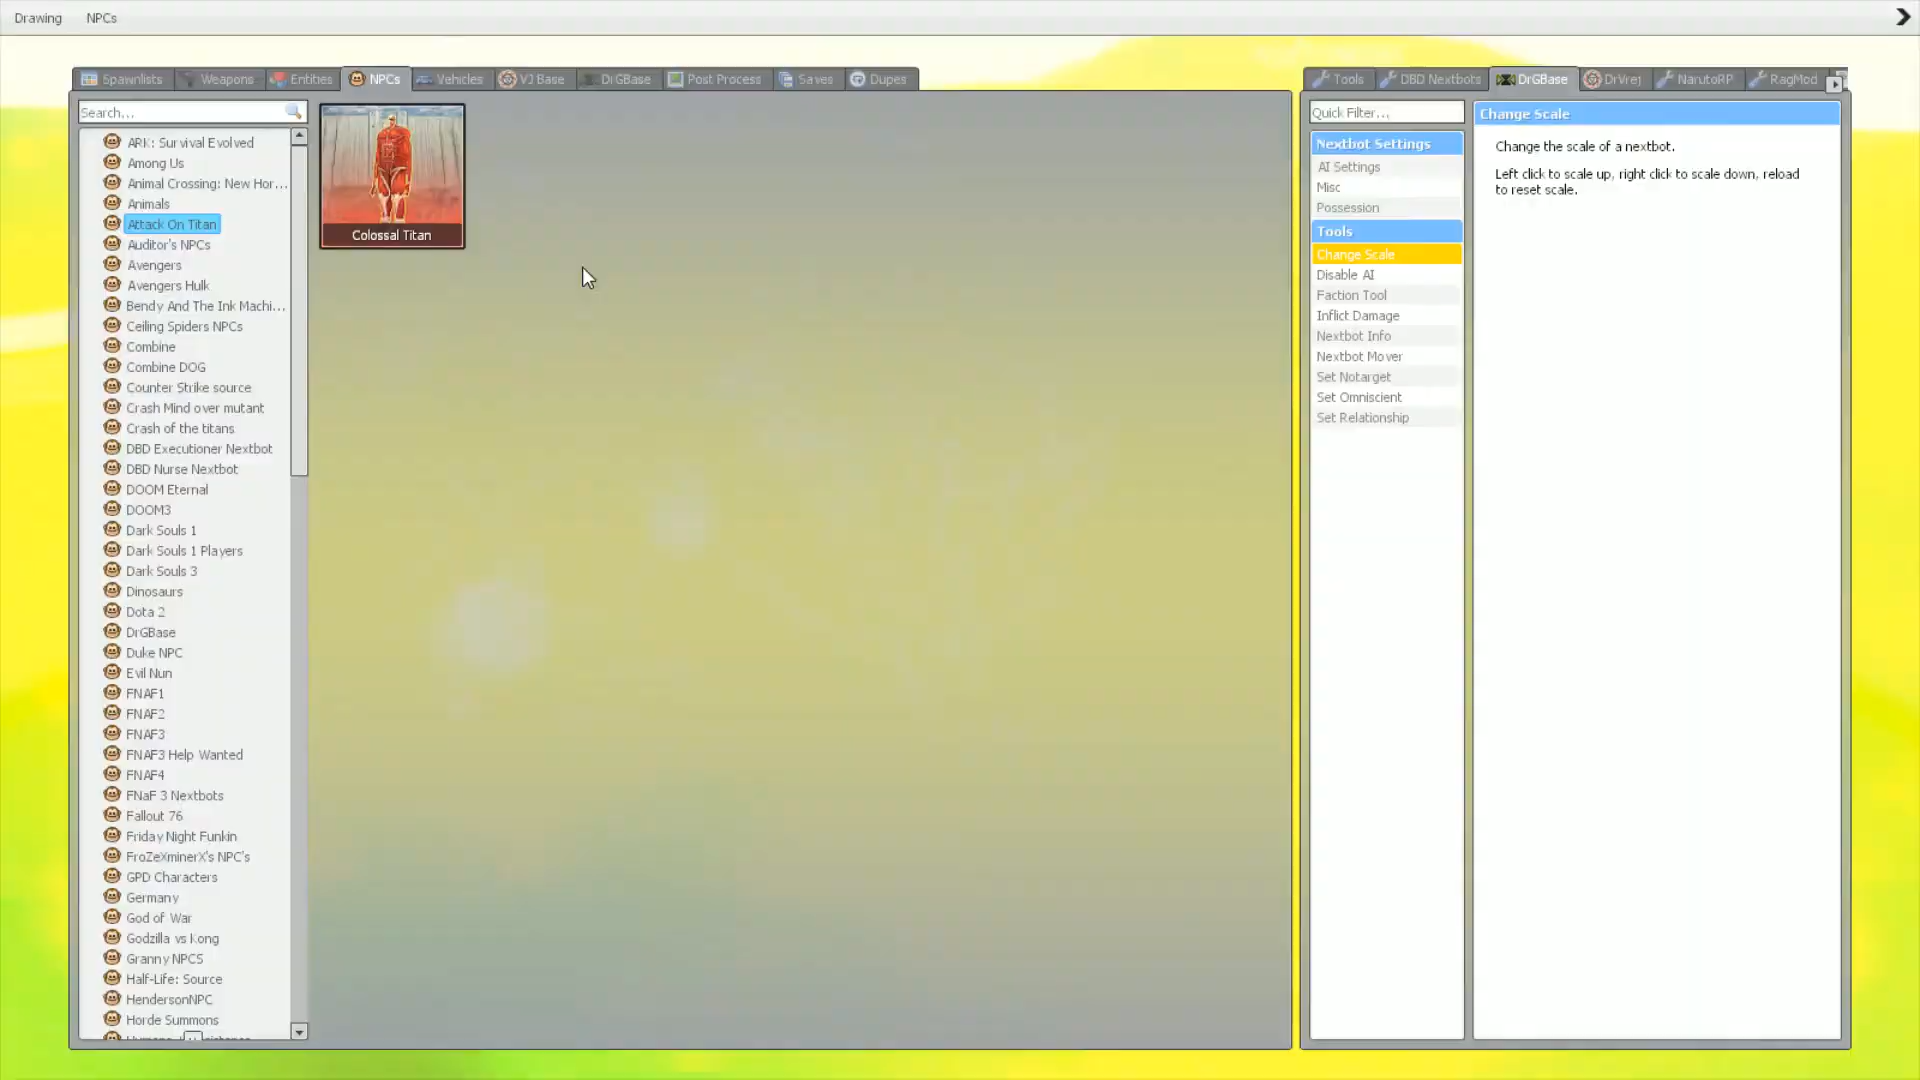 Drawing NPCs
Spawnlists Weapons Entities NPCs Vehicles VJ Base DrGBase Post Process Saves Dupes
Search...
ARK: Survival Evolved
Among Us
Animal Crossing: New Hor...
Animals
Attack On Titan
Auditor's NPCs
Avengers
Avengers Hulk
Bendy And The Ink Machi...
Ceiling Spiders NPCs
Combine
Combine DOG
Counter Strike source
Crash Mind over mutant
Crash of the titans
DBD Executioner Nextbot
DBD Nurse Nextbot
DOOM Eternal
DOOM3
Dark Souls 1
Dark Souls 1 Players
Dark Souls 3
Dinosaurs
Dota 2
DrGBase
Duke NPC
Evil Nun
FNAF1
FNAF2
FNAF3
FNAF3 Help Wanted
FNAF4
FNaF 3 Nextbots
Fallout 76
Friday Night Funkin
FroZeXminerX's NPC's
GPD Characters
Germany
God of War
Godzilla vs Kong
Granny NPCS
Half-Life: Source
HendersonNPC
Horde Summons
Colossal Titan
Tools DBD Nextbots DrGBase DrVrej NarutoRP RagMod
Quick Filter...
Nextbot Settings
AI Settings
Misc
Possession
Tools
Change Scale
Disable AI
Faction Tool
Inflict Damage
Nextbot Info
Nextbot Mover
Set Notarget
Set Omniscient
Set Relationship
Change Scale
Change the scale of a nextbot.
Left click to scale up, right click to scale down, reload
to reset scale.